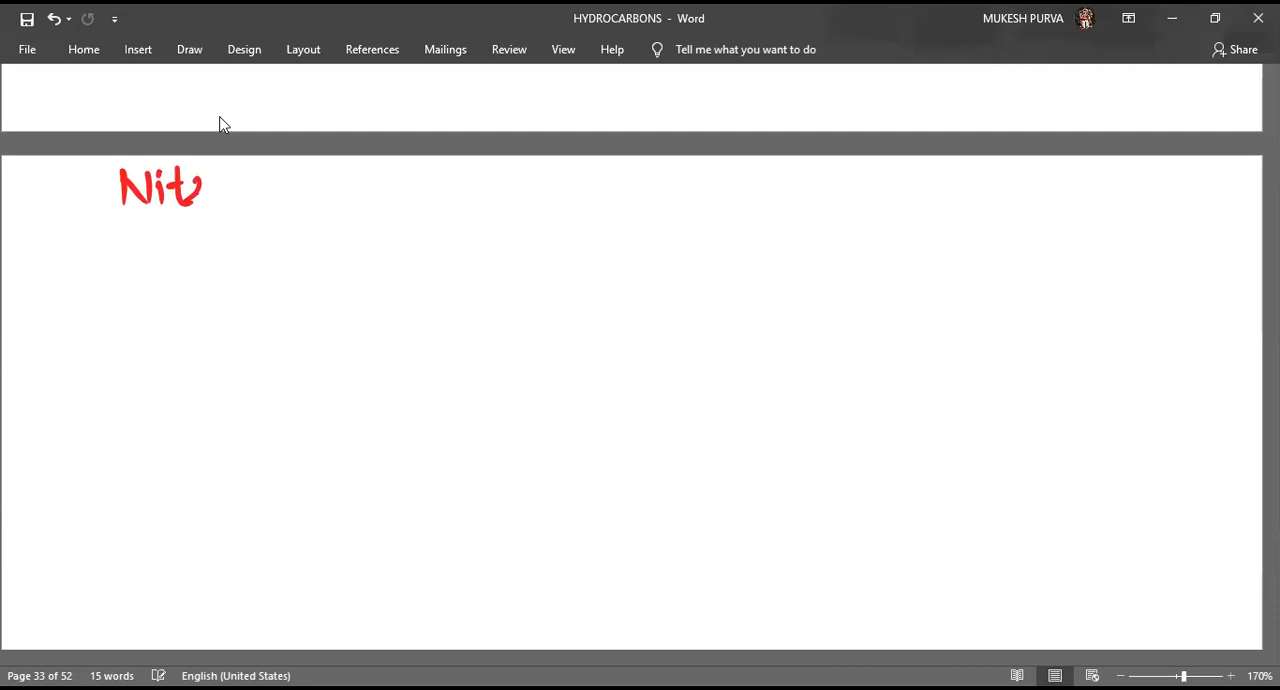 HYDROCARBONS - Word
MUKESH PURVA
File Home Insert Draw Design Layout References Mailings Review View Help Tell me what you want to do Share
Nit
Page 33 of 52 15 words English (United States) 170%